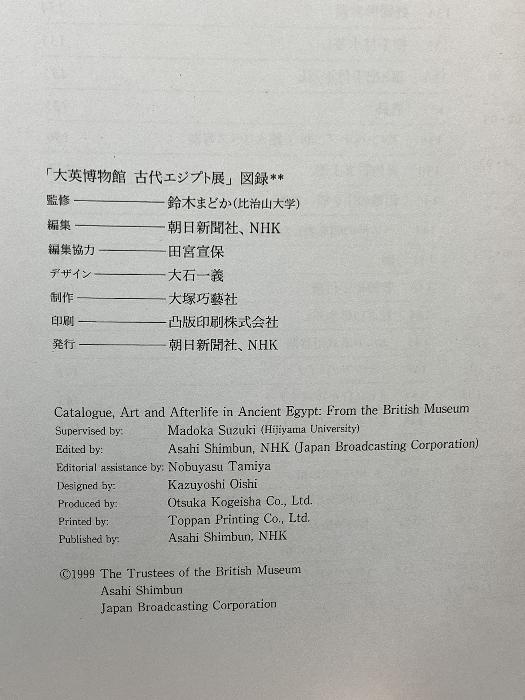 「大英博物館 古代エジプト展」図録**
監修 ─── 鈴木まどか(比治山大学)
編集 ─── 朝日新聞社、NHK
編集協力 ─── 田宮宣保
デザイン ─── 大石一義
制作 ─── 大塚巧藝社
印刷 ─── 凸版印刷株式会社
発行 ─── 朝日新聞社、NHK
Catalogue, Art and Afterlife in Ancient Egypt: From the British Museum
Supervised by: Madoka Suzuki (Hijiyama University)
Edited by: Asahi Shimbun, NHK (Japan Broadcasting Corporation)
Editorial assistance by: Nobuyasu Tamiya
Designed by: Kazuyoshi Oishi
Produced by: Otsuka Kogeisha Co., Ltd.
Printed by: Toppan Printing Co., Ltd.
Published by: Asahi Shimbun, NHK
©1999 The Trustees of the British Museum
Asahi Shimbun
Japan Broadcasting Corporation